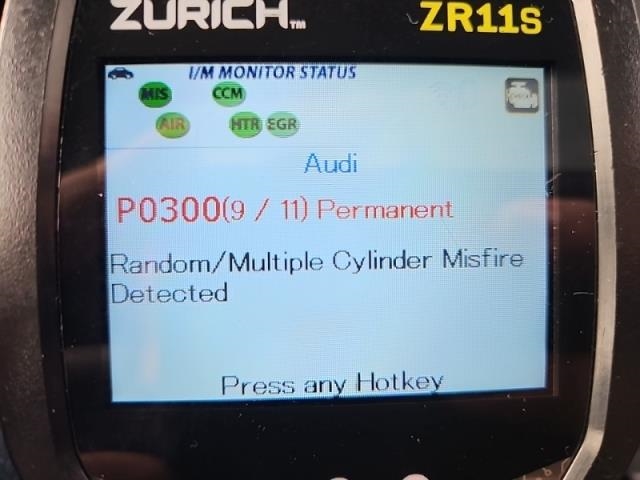 ZURICH™ ZR11S
I/M MONITOR STATUS
MIS CCM
AIR HTR EGR
Audi
P0300(9 / 11) Permanent
Random/Multiple Cylinder Misfire
Detected
Press any Hotkey